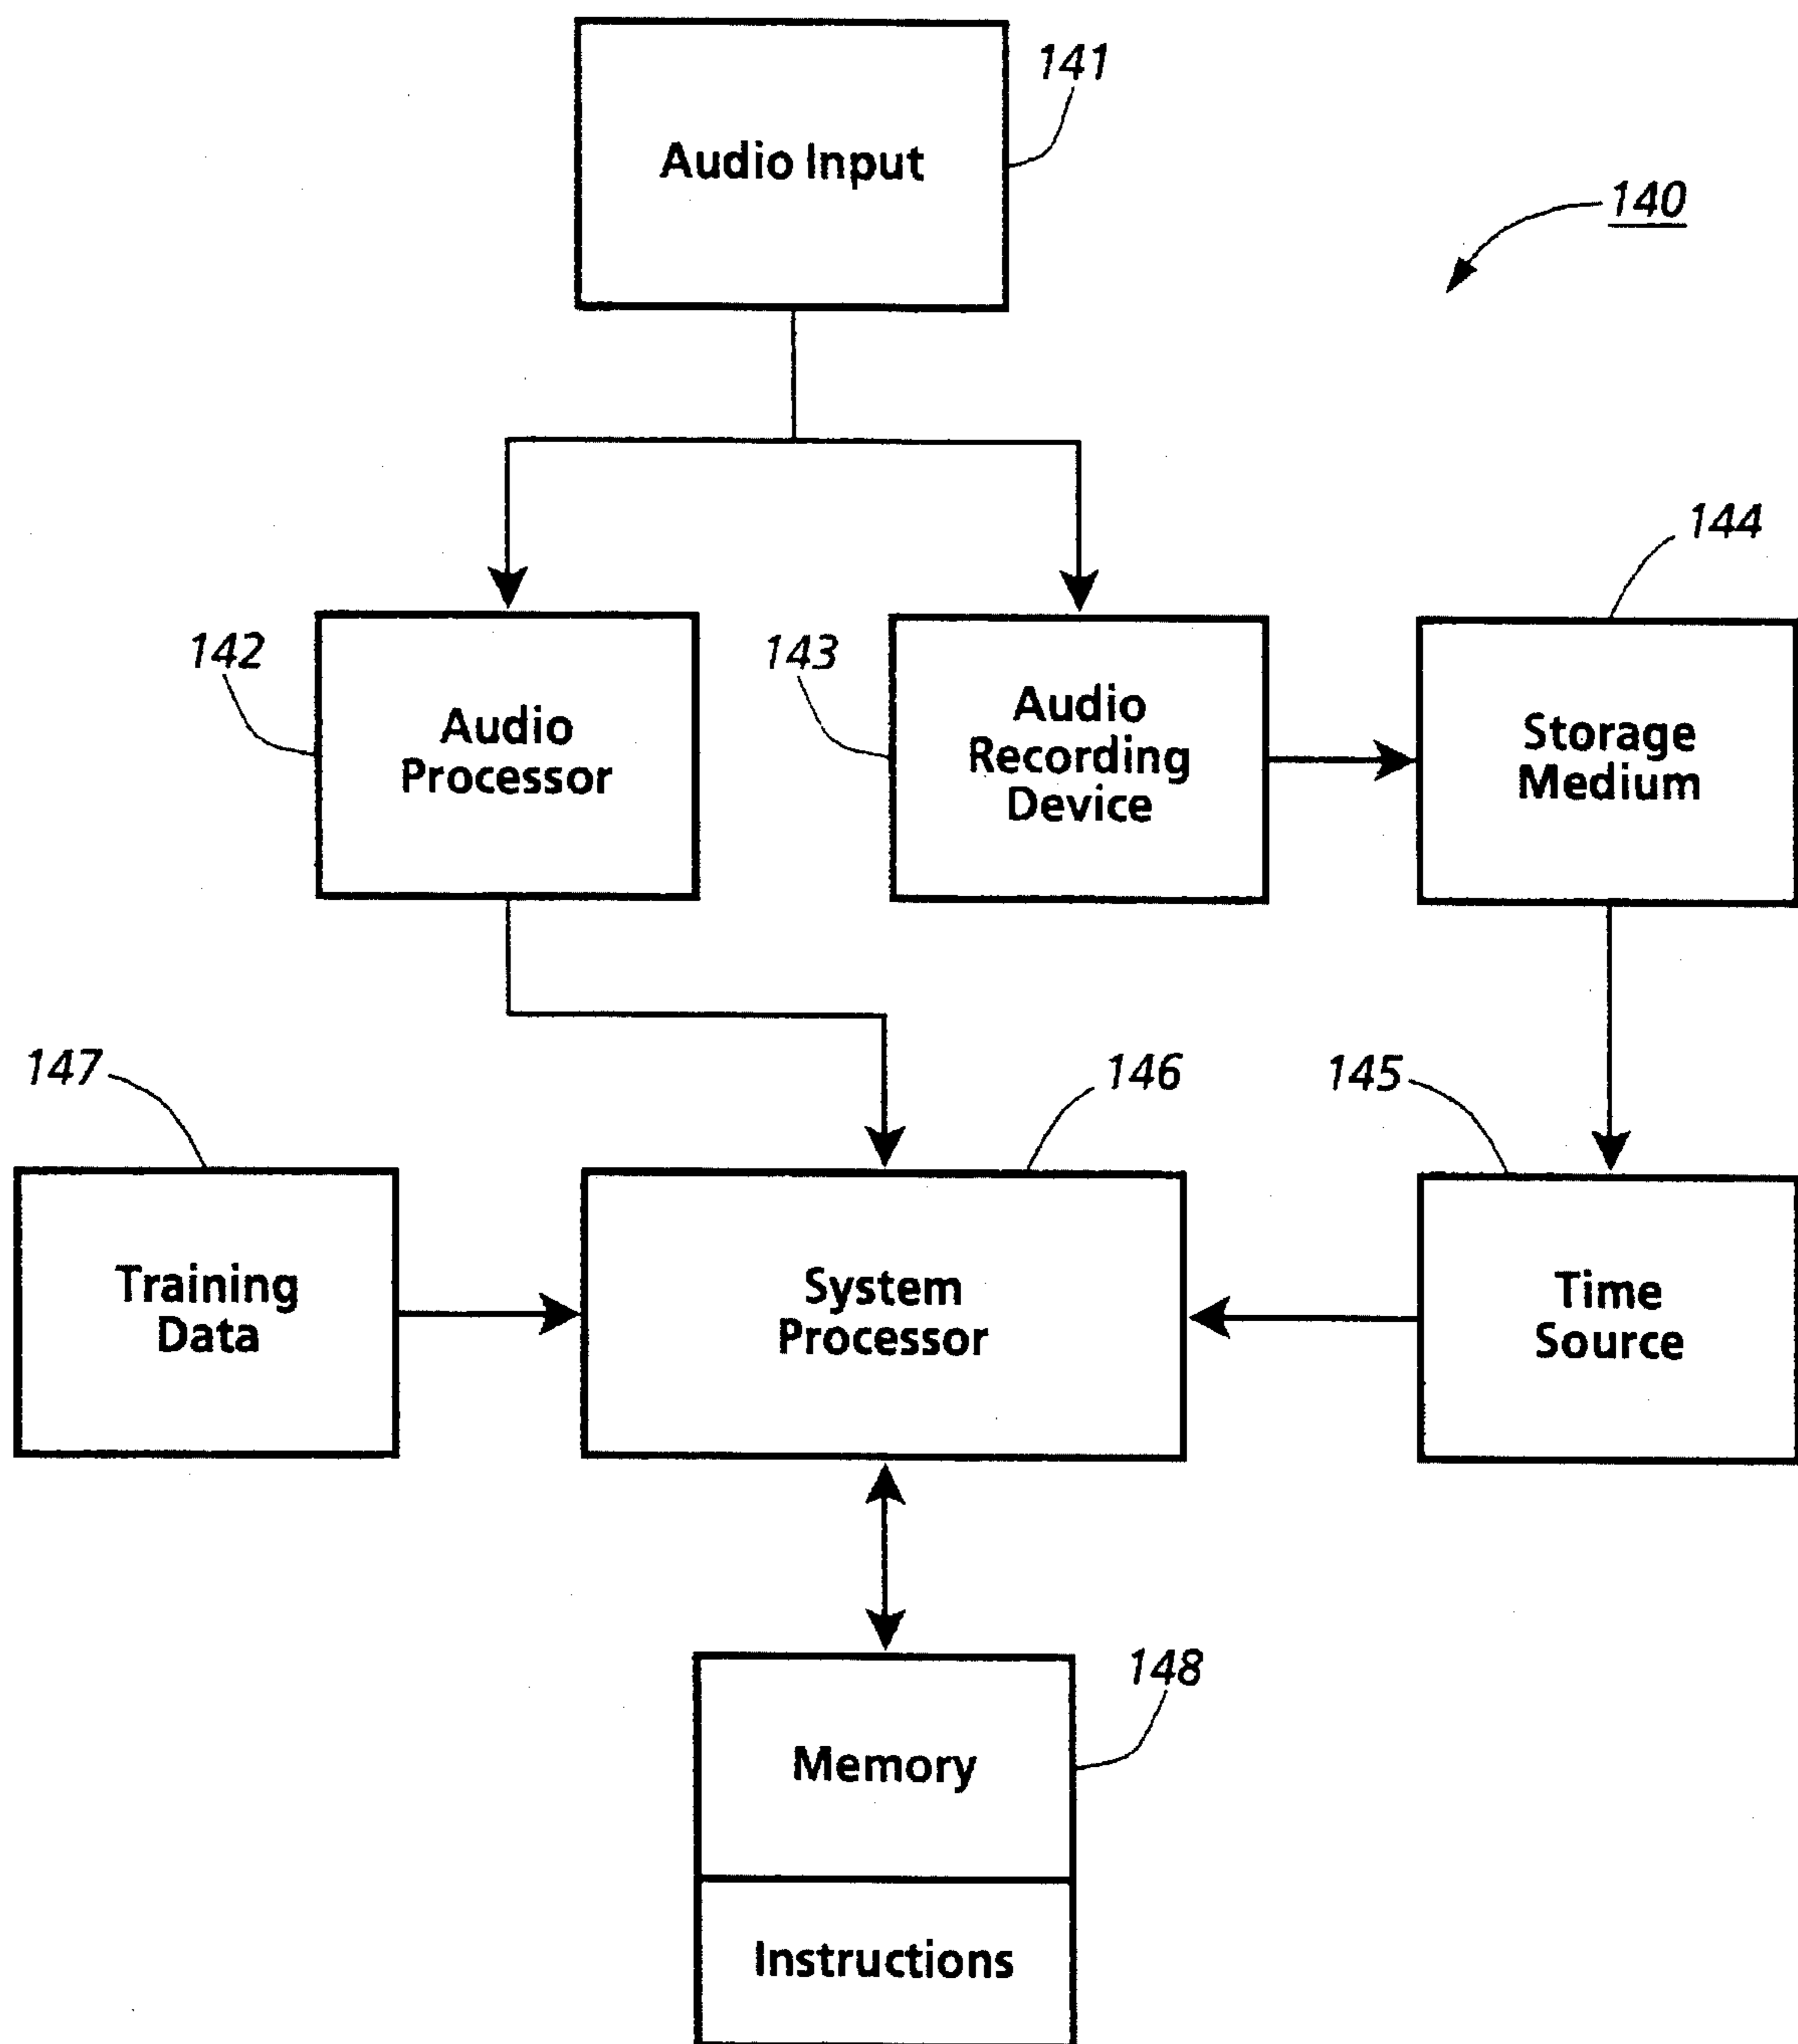 141
Audio Input
140
144
142
143
Audio
Processor
Audio
Recording
Device
Storage
Medium
147
146
145
Training
Data
System
Processor
Time
Source
148
Memory
Instructions